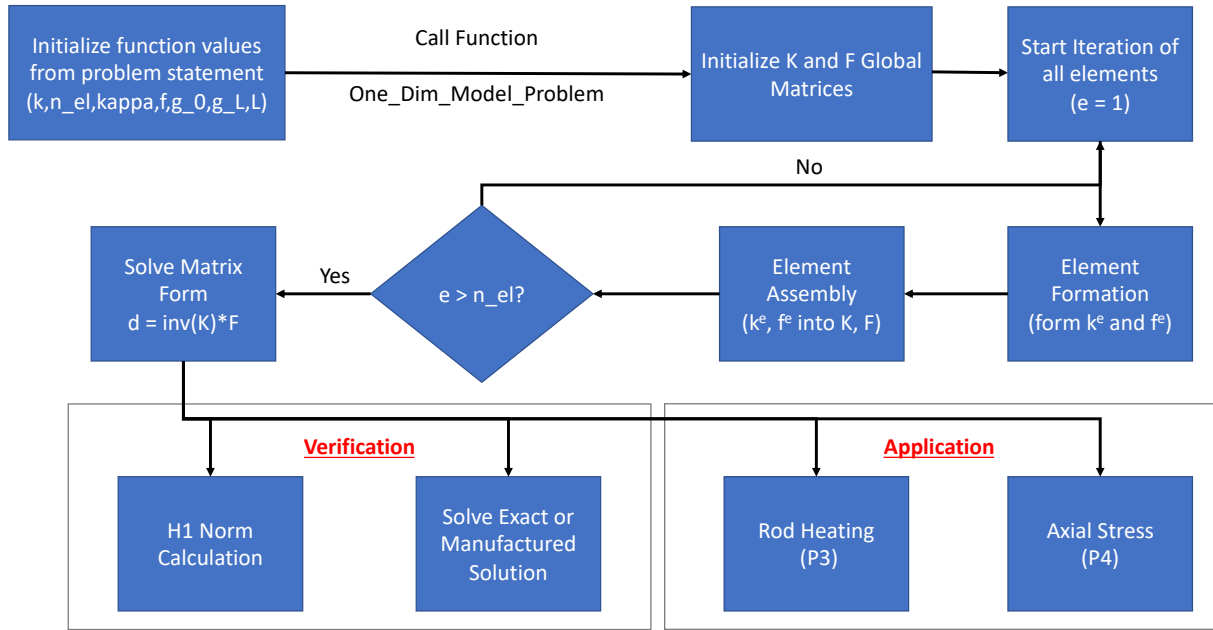 Initialize function values
from problem statement
(k,n_el,kappa,f,g_0,g_L,L)
Call Function
One_Dim_Model_Problem
Initialize K and F Global
Matrices
Start Iteration of
all elements
(e = 1)
No
Solve Matrix
Form
d = inv(K)*F
Yes
e > n_el?
Element
Assembly
(kᵉ, fᵉ into K, F)
Element
Formation
(form kᵉ and fᵉ)
Verification
Application
H1 Norm
Calculation
Solve Exact or
Manufactured
Solution
Rod Heating
(P3)
Axial Stress
(P4)